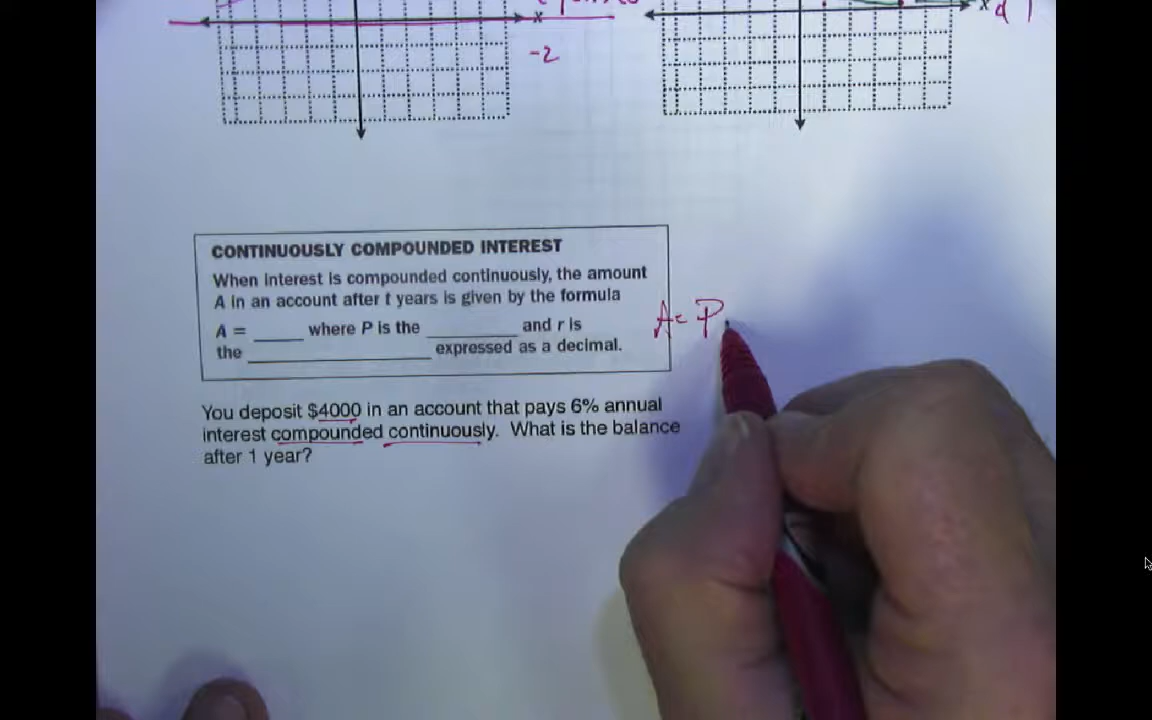 x
x
-2
CONTINUOUSLY COMPOUNDED INTEREST
When interest is compounded continuously, the amount
A in an account after t years is given by the formula
A = _____ where P is the _________ and r is
the __________________ expressed as a decimal.
A = P
You deposit $4000 in an account that pays 6% annual
interest compounded continuously. What is the balance
after 1 year?